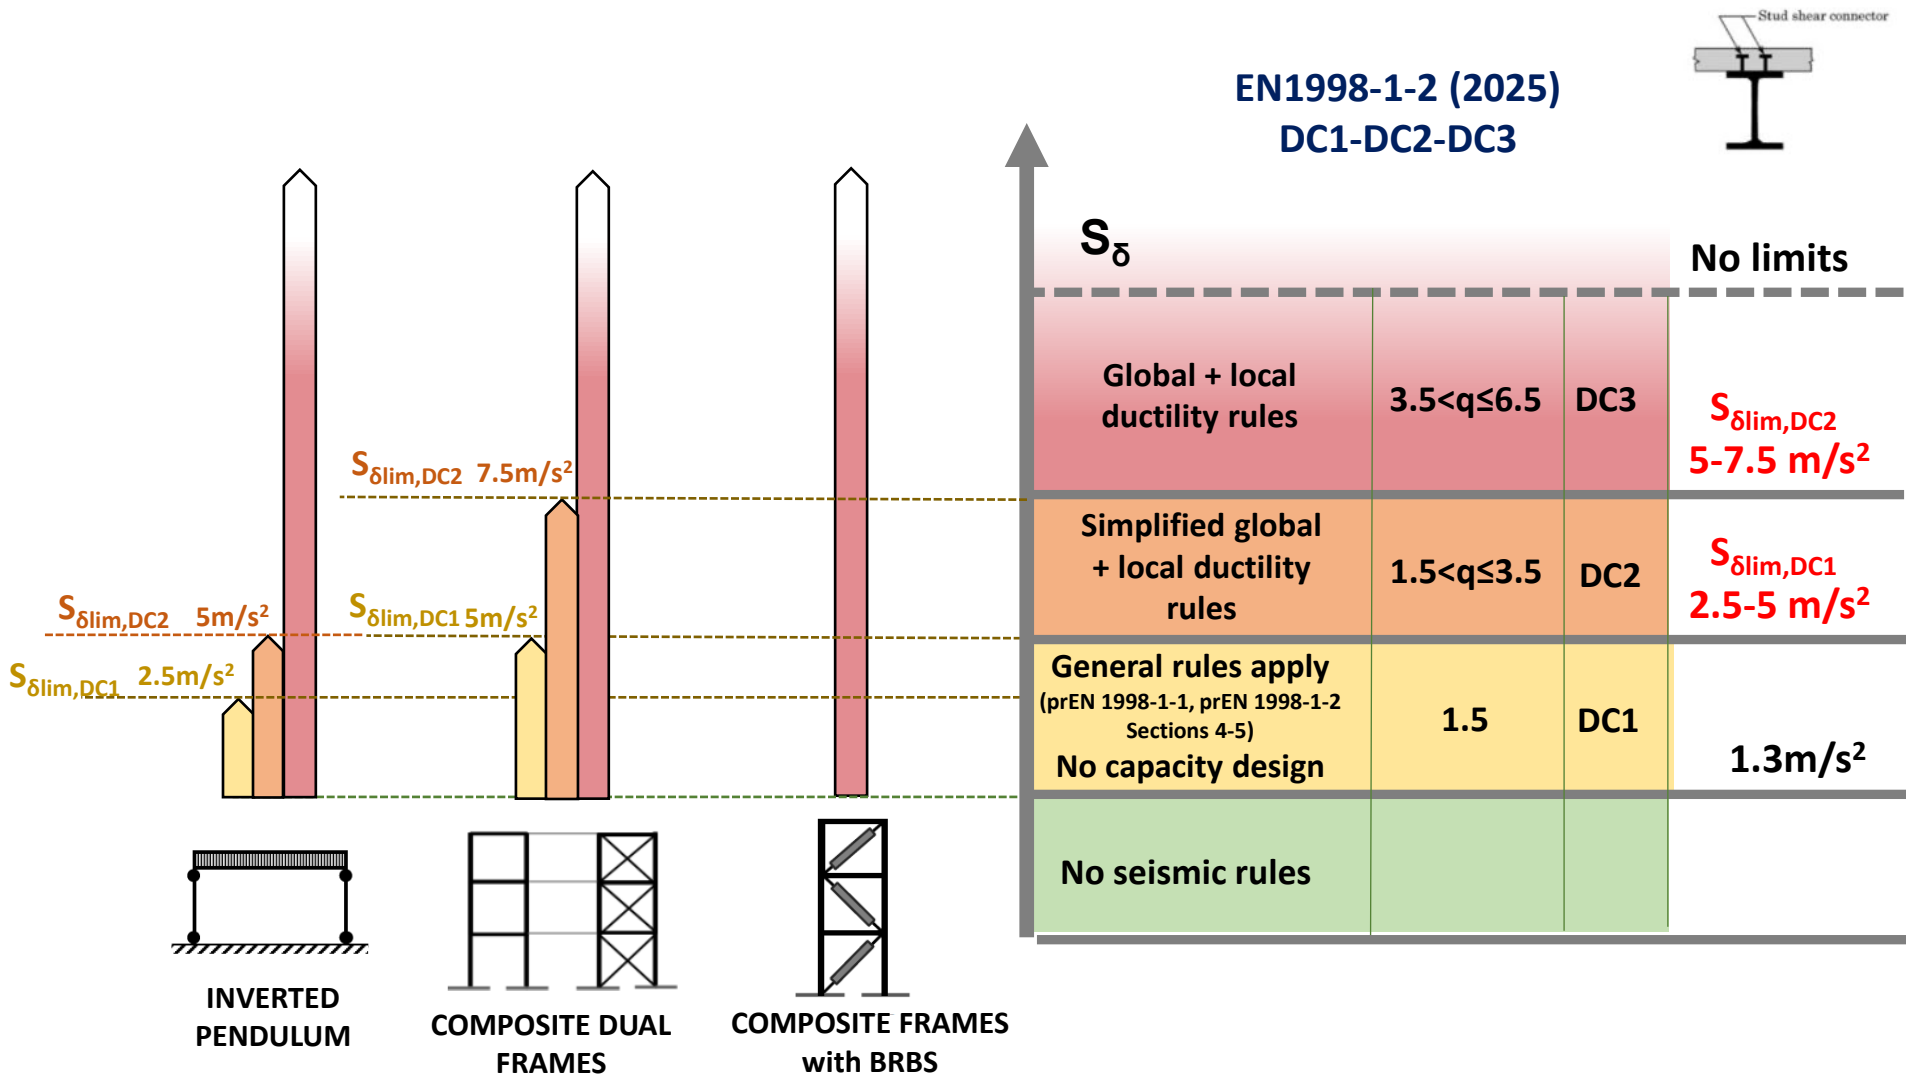 Stud shear connector
EN1998-1-2 (2025)
DC1-DC2-DC3
Sδ
No limits
Global + local
ductility rules
3.5<q≤6.5
DC3
Sδlim,DC2
5-7.5 m/s²
Sδlim,DC2 7.5m/s²
Simplified global
+ local ductility
rules
1.5<q≤3.5
DC2
Sδlim,DC1
2.5-5 m/s²
Sδlim,DC2 5m/s²
Sδlim,DC1 5m/s²
Sδlim,DC1 2.5m/s²
General rules apply
(prEN 1998-1-1, prEN 1998-1-2
Sections 4-5)
No capacity design
1.5
DC1
1.3m/s²
No seismic rules
INVERTED
PENDULUM
COMPOSITE DUAL
FRAMES
COMPOSITE FRAMES
with BRBS